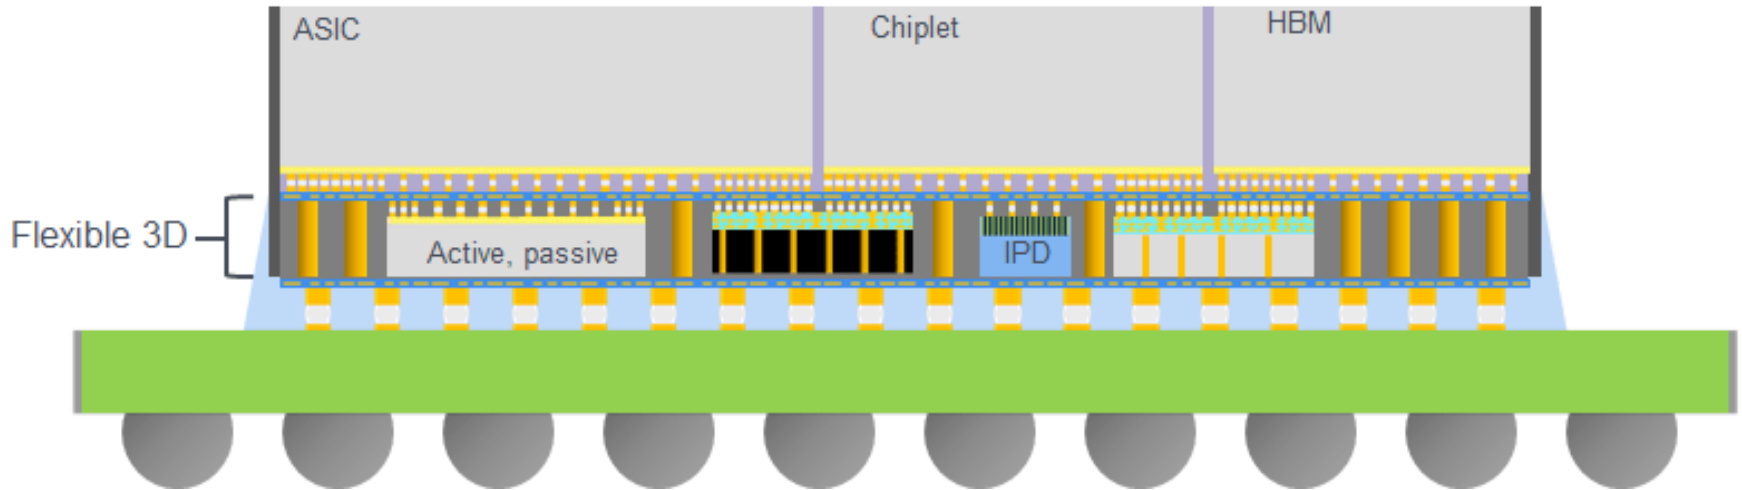 ASIC
Chiplet
HBM
Flexible 3D
Active, passive
IPD